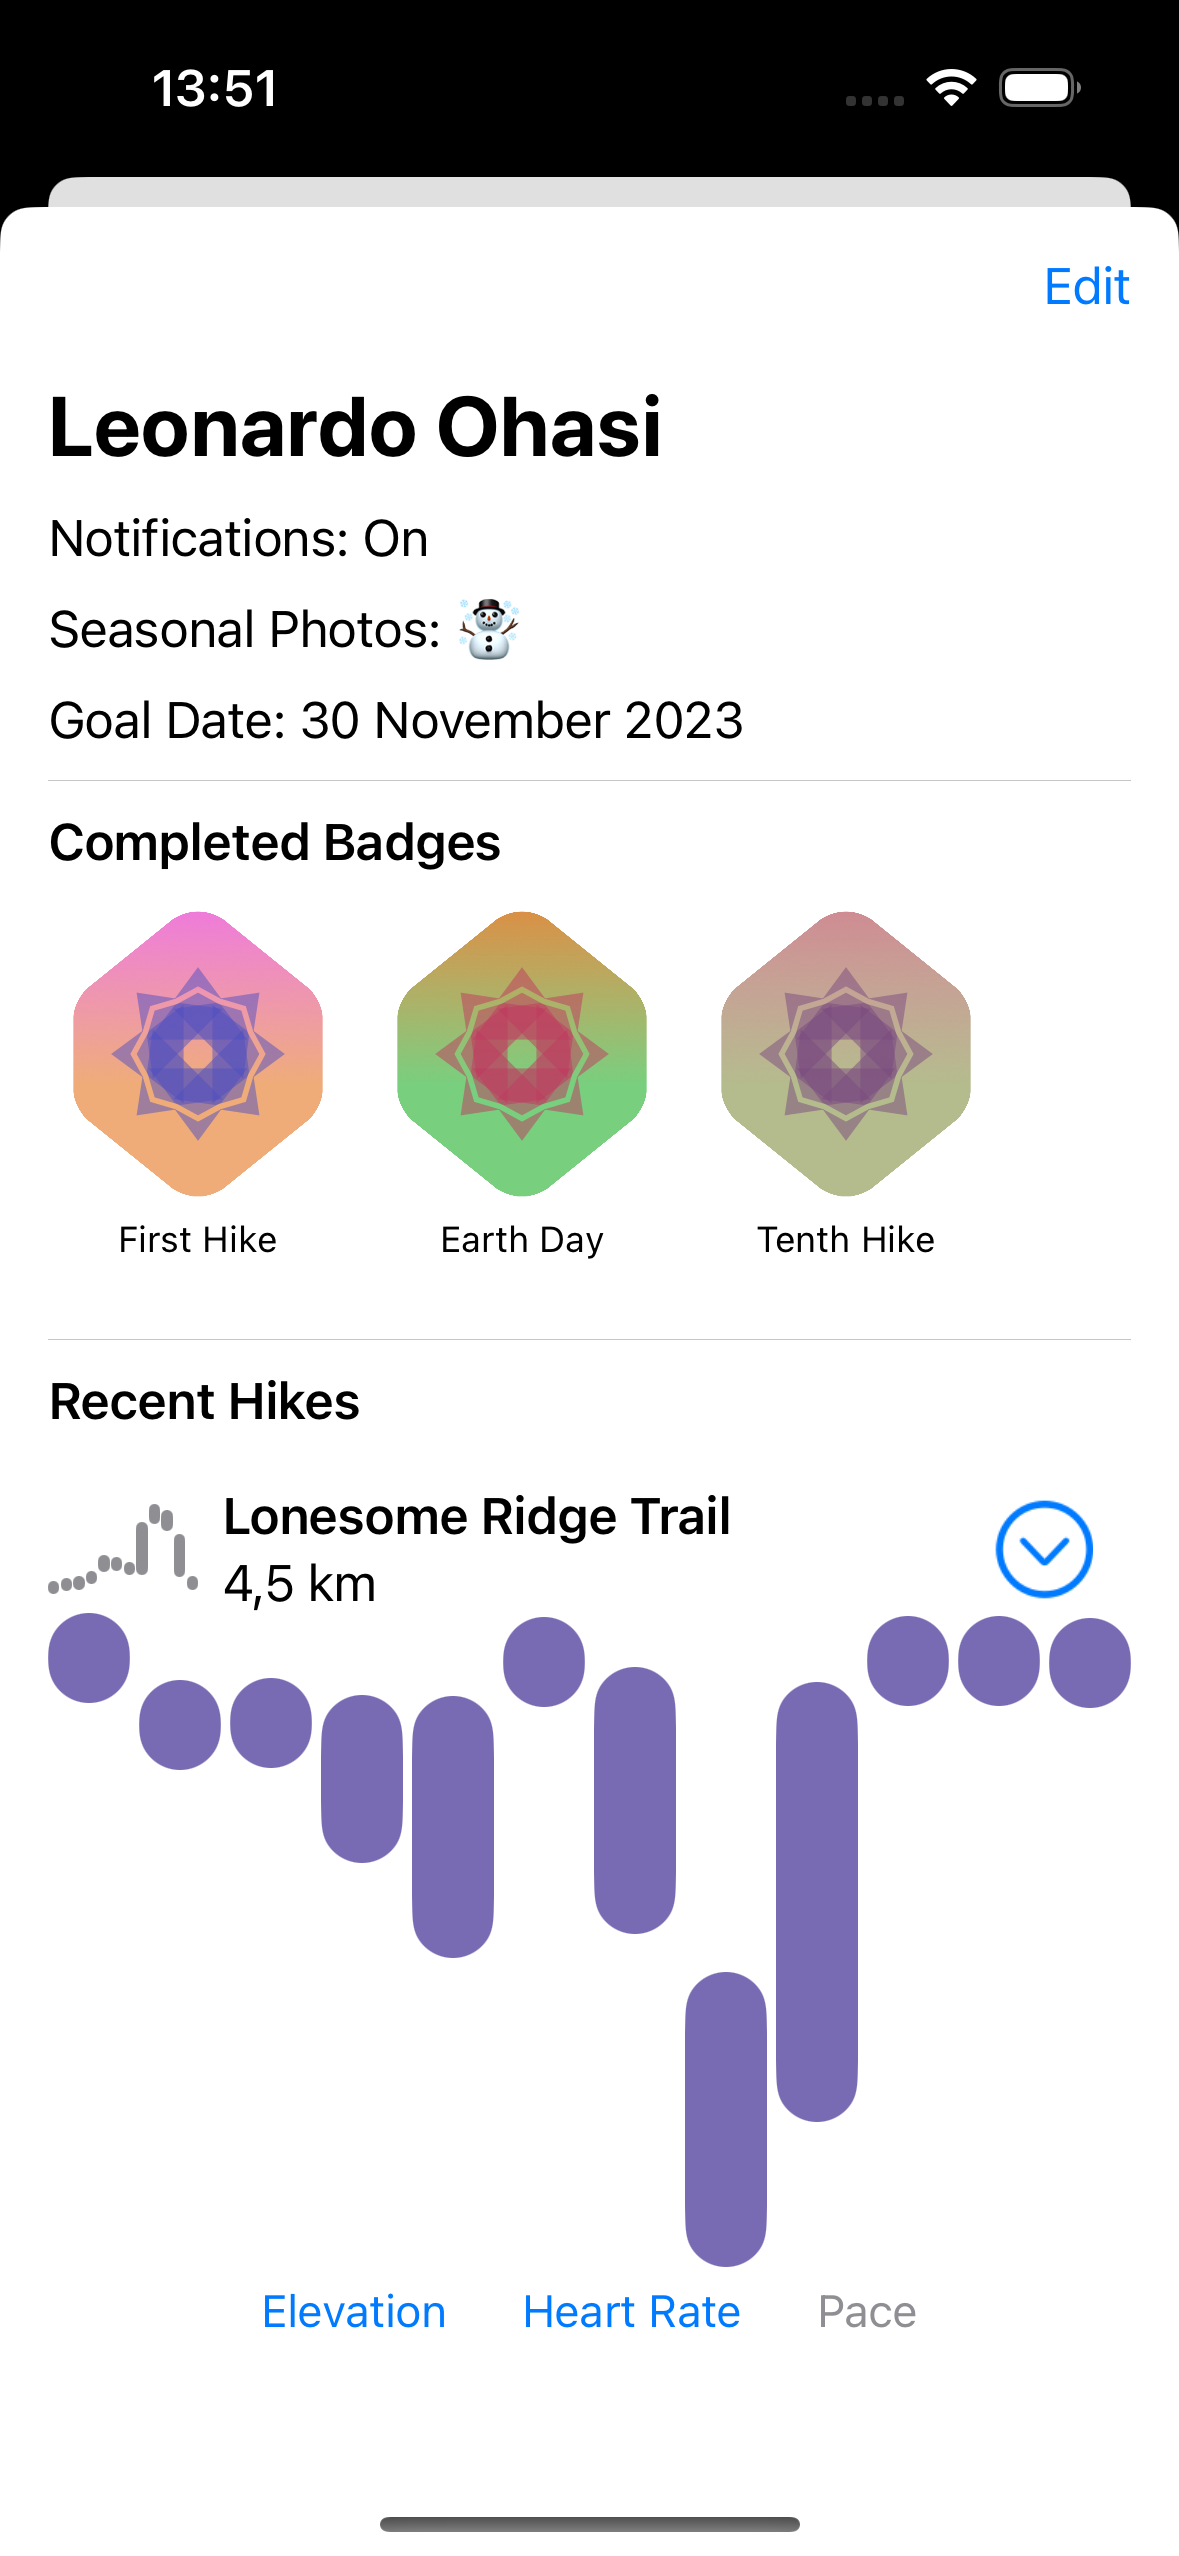 13:51
Edit
Leonardo Ohasi
Notifications: On
Seasonal Photos: ☃️
Goal Date: 30 November 2023
Completed Badges
First Hike
Earth Day
Tenth Hike
Recent Hikes
Lonesome Ridge Trail
4,5 km
Elevation
Heart Rate
Pace